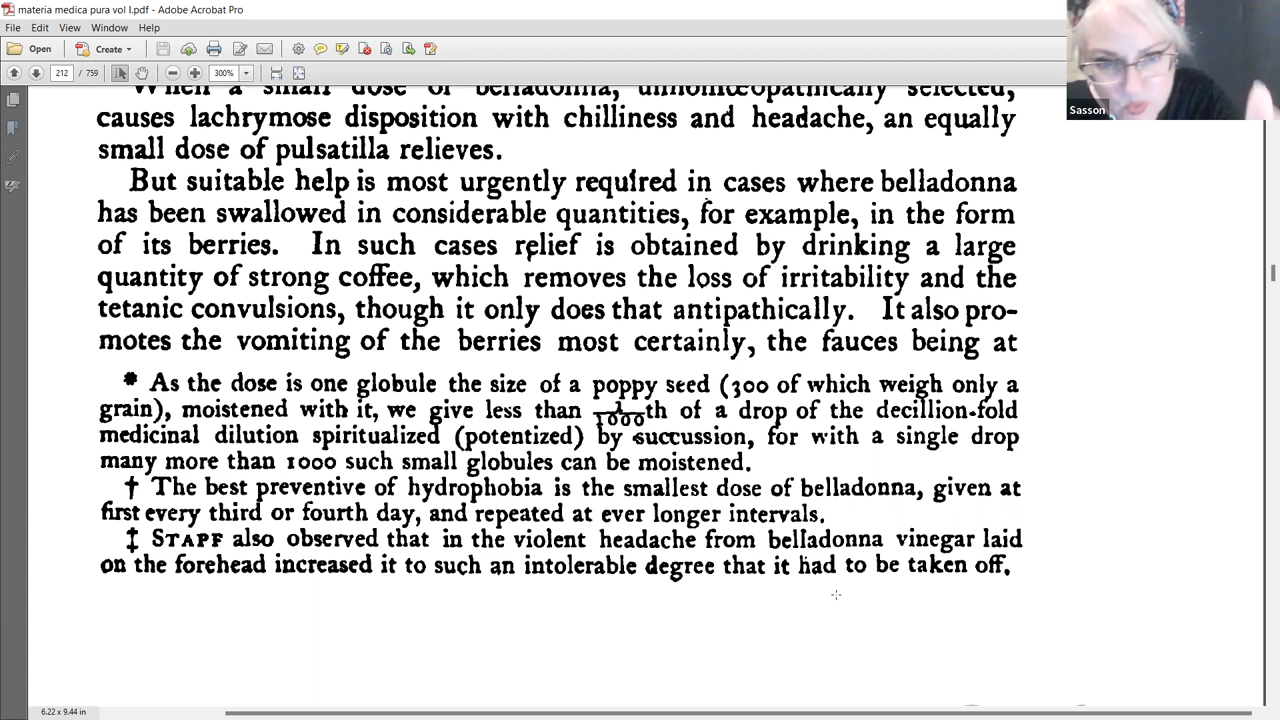 materia medica pura vol I.pdf - Adobe Acrobat Pro
File Edit View Window Help
Open Create
212 / 759 300%
Sasson
When a small dose of belladonna, unhomœopathically selected,
causes lachrymose disposition with chilliness and headache, an equally
small dose of pulsatilla relieves.
But suitable help is most urgently required in cases where belladonna
has been swallowed in considerable quantities, for example, in the form
of its berries. In such cases relief is obtained by drinking a large
quantity of strong coffee, which removes the loss of irritability and the
tetanic convulsions, though it only does that antipathically. It also pro-
motes the vomiting of the berries most certainly, the fauces being at
* As the dose is one globule the size of a poppy seed (300 of which weigh only a
grain), moistened with it, we give less than 1/1000th of a drop of the decillion-fold
medicinal dilution spiritualized (potentized) by succussion, for with a single drop
many more than 1000 such small globules can be moistened.
† The best preventive of hydrophobia is the smallest dose of belladonna, given at
first every third or fourth day, and repeated at ever longer intervals.
‡ STAPF also observed that in the violent headache from belladonna vinegar laid
on the forehead increased it to such an intolerable degree that it had to be taken off.
6.22 x 9.44 in